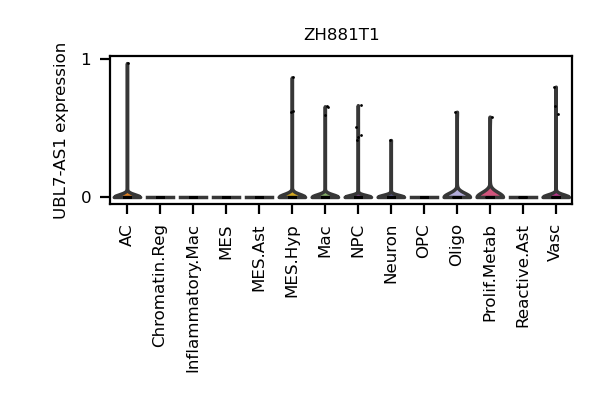 ZH881T1
UBL7-AS1 expression
1
0
AC
Chromatin.Reg
Inflammatory.Mac
MES
MES.Ast
MES.Hyp
Mac
NPC
Neuron
OPC
Oligo
Prolif.Metab
Reactive.Ast
Vasc